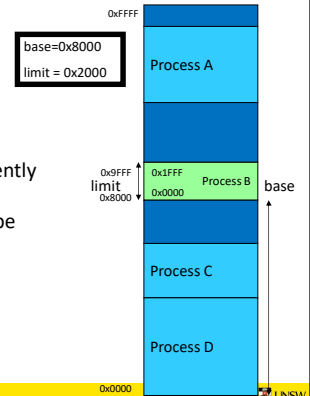 0xFFFF
base=0x8000
limit = 0x2000
Process A
ently
0x9FFF
limit
0x8000
0x1FFF
0x0000
Process B
base
be
Process C
Process D
0x0000
UNSW